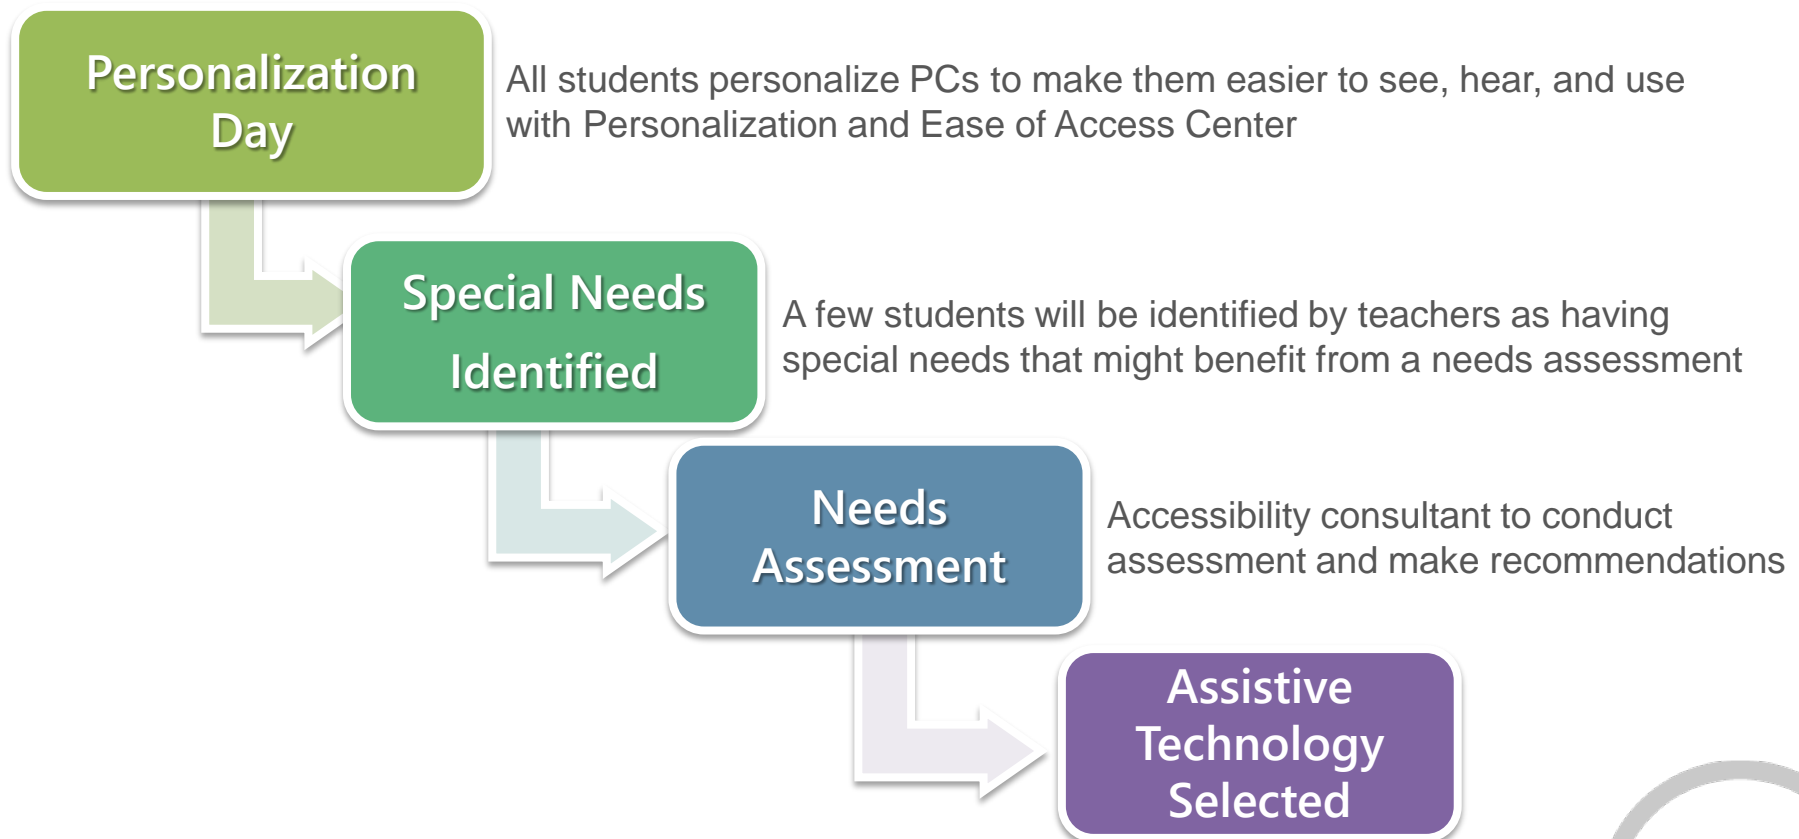 Personalization
Day
All students personalize PCs to make them easier to see, hear, and use
with Personalization and Ease of Access Center
Special Needs
Identified
A few students will be identified by teachers as having
special needs that might benefit from a needs assessment
Needs
Assessment
Accessibility consultant to conduct
assessment and make recommendations
Assistive
Technology
Selected